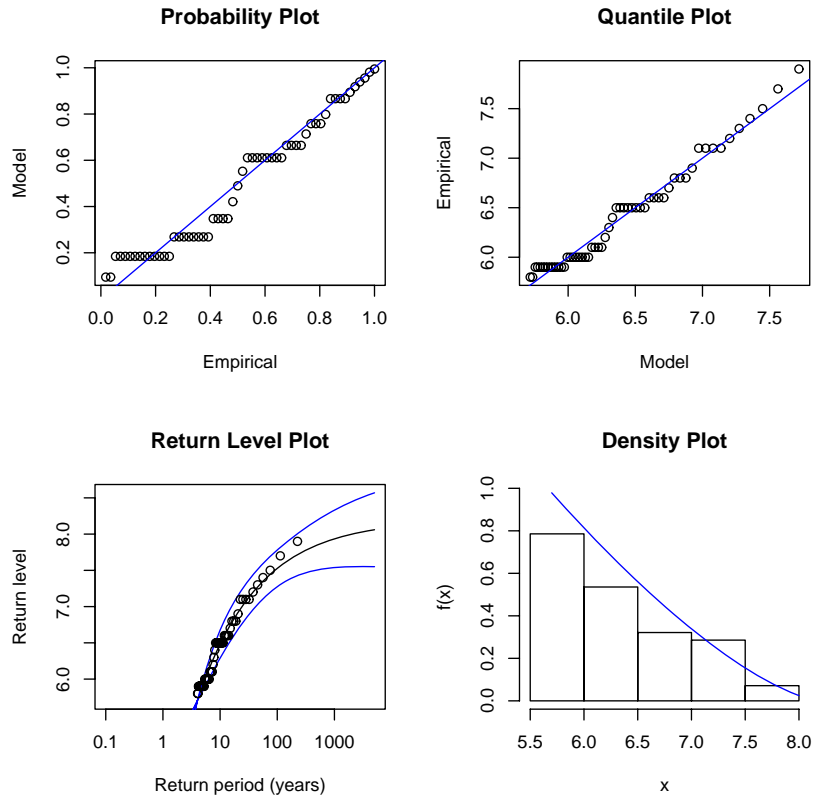 Probability Plot
Model
0.2 0.4 0.6 0.8 1.0
0.0 0.2 0.4 0.6 0.8 1.0
Empirical
Quantile Plot
Empirical
6.0 6.5 7.0 7.5
6.0 6.5 7.0 7.5
Model
Return Level Plot
Return level
6.0 7.0 8.0
0.1 1 10 100 1000
Return period (years)
Density Plot
f(x)
0.0 0.2 0.4 0.6 0.8 1.0
5.5 6.0 6.5 7.0 7.5 8.0
x